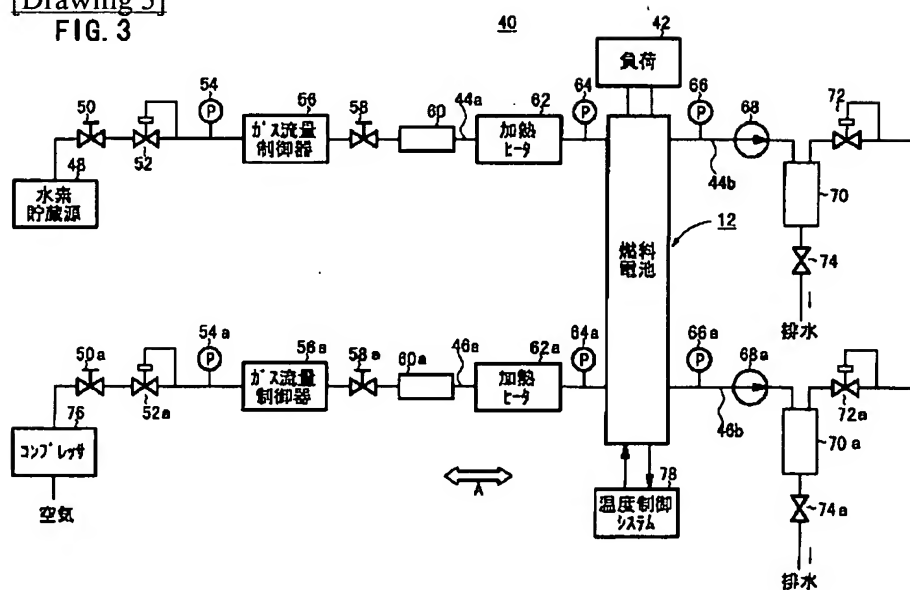 [Drawing 3]
FIG. 3
40
42
負荷
50
52
54
56
ガス流量
制御器
58
60
44a
62
加熱
ヒータ
64
66
68
72
44b
70
74
排水
48
水素
貯蔵源
12
燃料
電池
50a
52a
54a
56a
ガス流量
制御器
58a
60a
46a
62a
加熱
ヒータ
64a
66a
68a
72a
46b
70a
74a
排水
76
コンプレッサ
空気
A
78
温度制御
システム
P
P
P
P
P
P